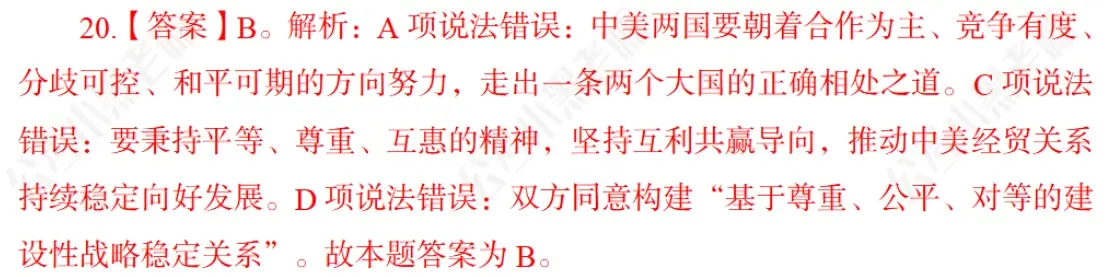 20.【答案】B。解析：A 项说法错误：中美两国要朝着合作为主、竞争有度、
分歧可控、和平可期的方向努力，走出一条两个大国的正确相处之道。C 项说法
错误：要秉持平等、尊重、互惠的精神，坚持互利共赢导向，推动中美经贸关系
持续稳定向好发展。D 项说法错误：双方同意构建“基于尊重、公平、对等的建
设性战略稳定关系”。故本题答案为 B。